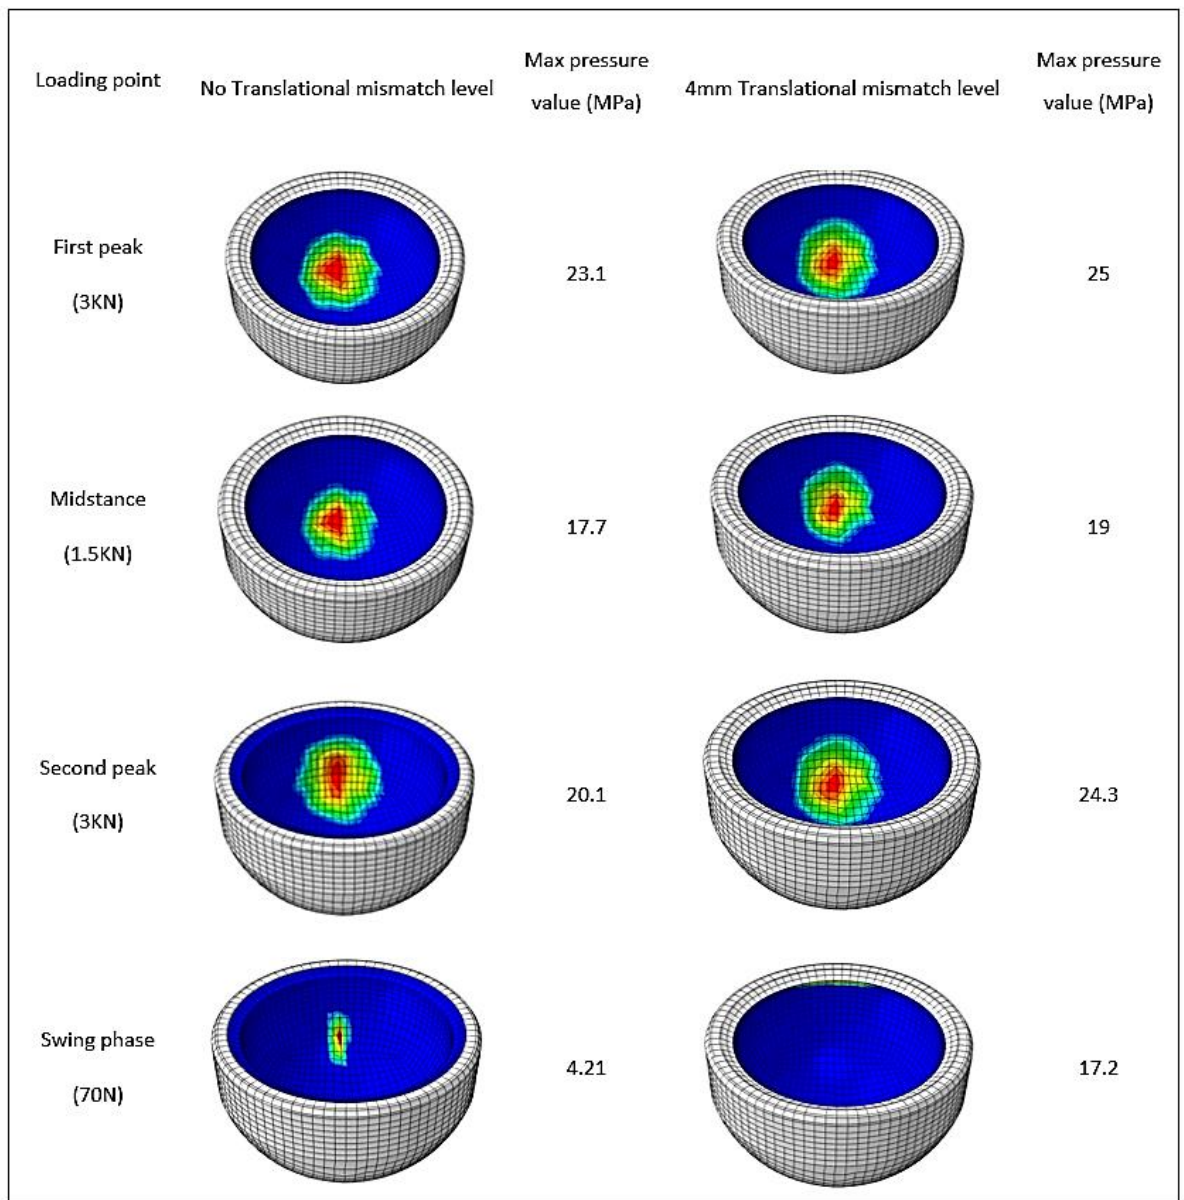 Loading point
No Translational mismatch level
Max pressure
value (MPa)
4mm Translational mismatch level
Max pressure
value (MPa)
First peak
(3KN)
23.1
25
Midstance
(1.5KN)
17.7
19
Second peak
(3KN)
20.1
24.3
Swing phase
(70N)
4.21
17.2